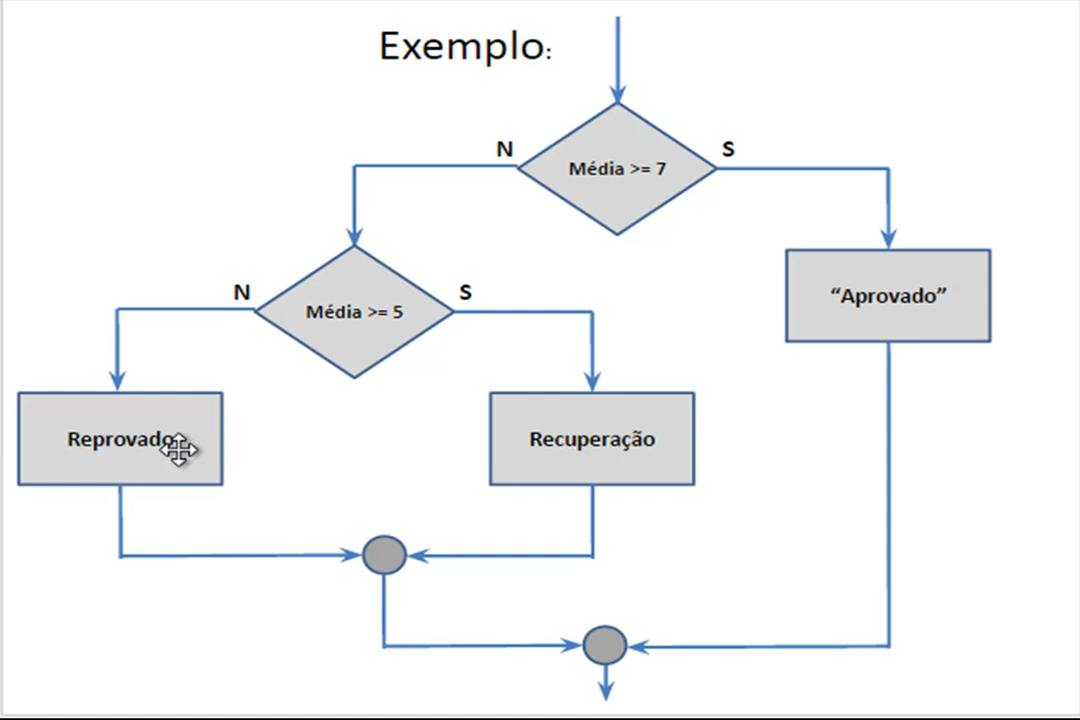 Exemplo:
N
Média >= 7
S
N
Média >= 5
S
“Aprovado”
Reprovado
Recuperação